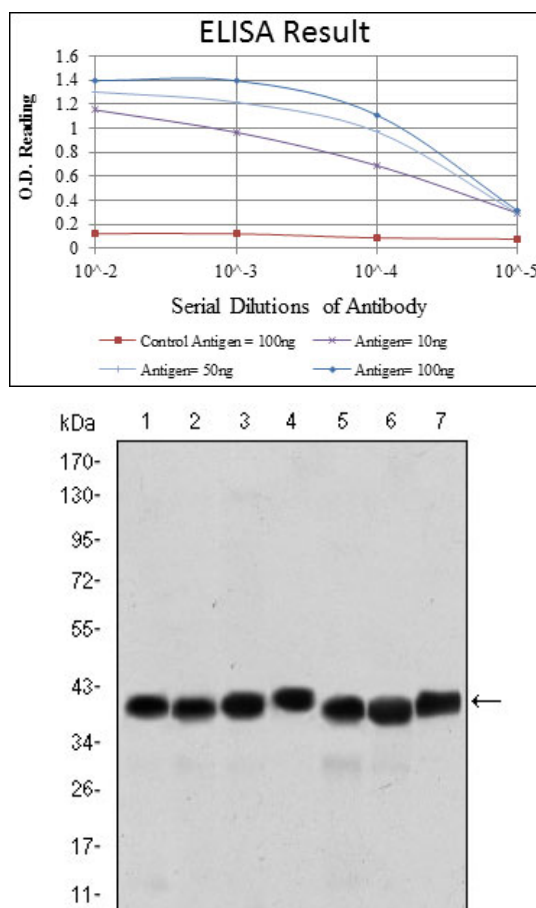 ELISA Result
1.6
1.4
1.2
1
0.8
0.6
0.4
0.2
0
O.D. Reading
10^-2 10^-3 10^-4 10^-5
Serial Dilutions of Antibody
Control Antigen = 100ng Antigen= 10ng
Antigen= 50ng Antigen= 100ng
kDa 1 2 3 4 5 6 7
170-
130-
95-
72-
55-
43-
←
34-
26-
17-
11-